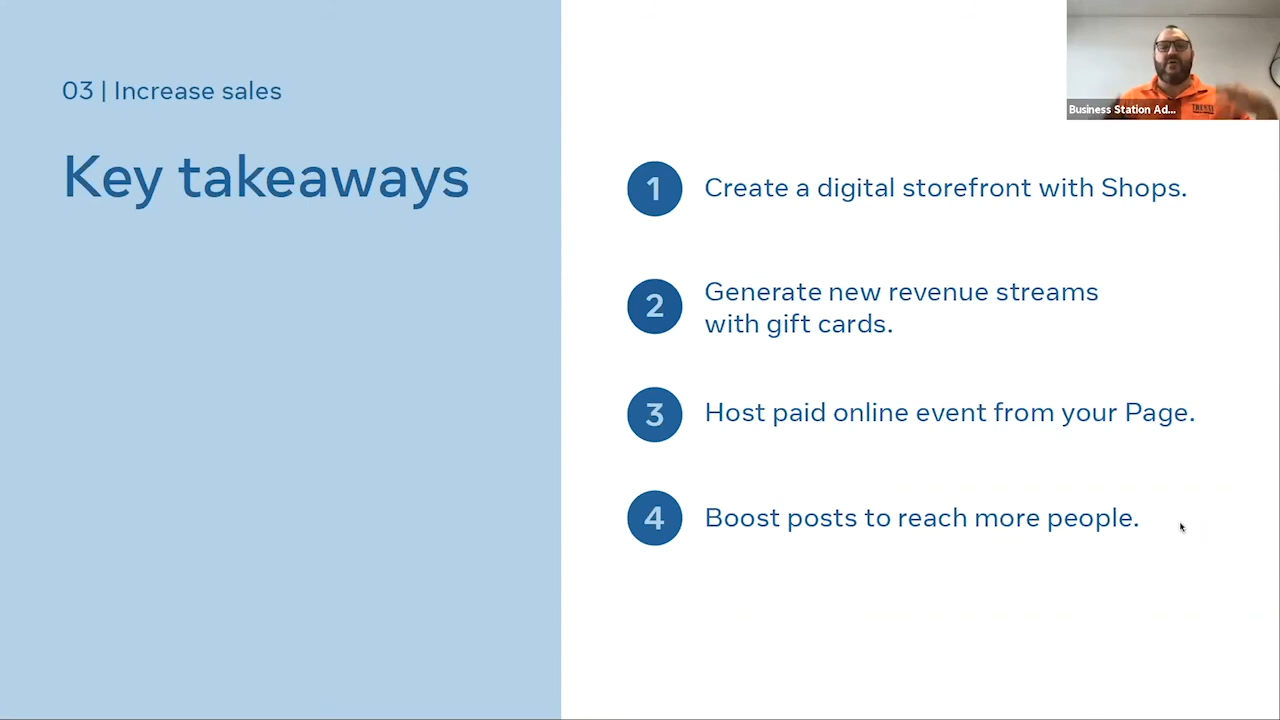 03 | Increase sales
Key takeaways
Business Station Ad...
1 Create a digital storefront with Shops.
2 Generate new revenue streams
with gift cards.
3 Host paid online event from your Page.
4 Boost posts to reach more people.